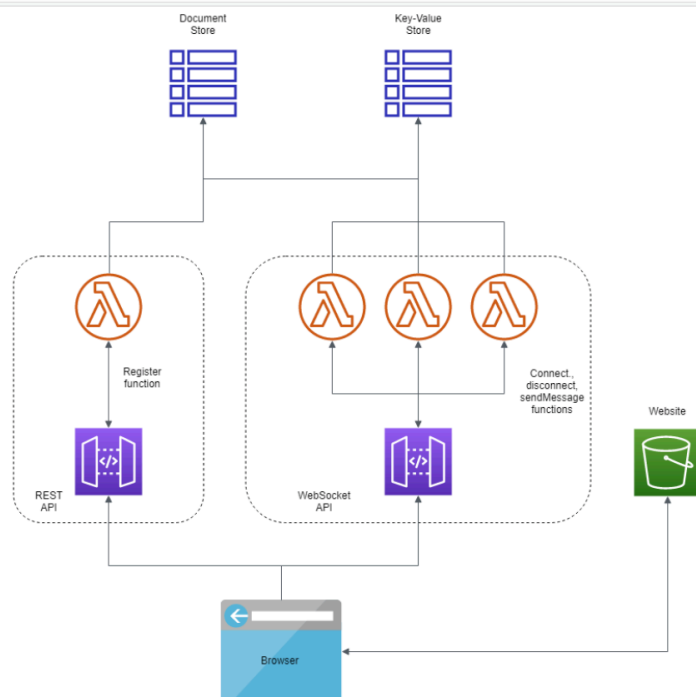 Document
Store
Key-Value
Store
Register
function
Connect.,
disconnect,
sendMessage
functions
Website
</>
</>
REST
API
WebSocket
API
Browser